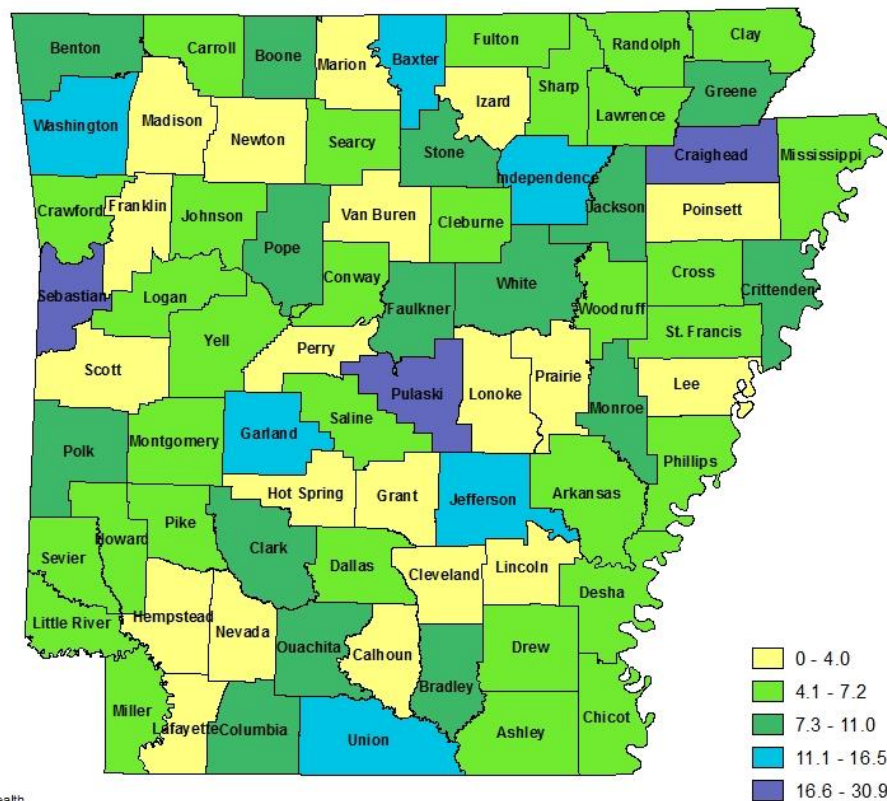 Benton
Carroll
Boone
Marion
Baxter
Fulton
Randolph
Clay
Izard
Sharp
Lawrence
Greene
Washington
Madison
Newton
Searcy
Stone
Independence
Craighead
Mississippi
Crawford
Franklin
Johnson
Pope
Van Buren
Cleburne
Jackson
Poinsett
Sebastian
Logan
Conway
Faulkner
White
Woodruff
Cross
Crittenden
St. Francis
Yell
Scott
Perry
Pulaski
Lonoke
Prairie
Monroe
Lee
Polk
Montgomery
Garland
Saline
Phillips
Hot Spring
Grant
Jefferson
Arkansas
Sevier
Howard
Pike
Clark
Dallas
Cleveland
Lincoln
Desha
Little River
Hempstead
Nevada
Ouachita
Calhoun
Bradley
Drew
Miller
Lafayette
Columbia
Union
Ashley
Chicot
0 - 4.0
4.1 - 7.2
7.3 - 11.0
11.1 - 16.5
16.6 - 30.9